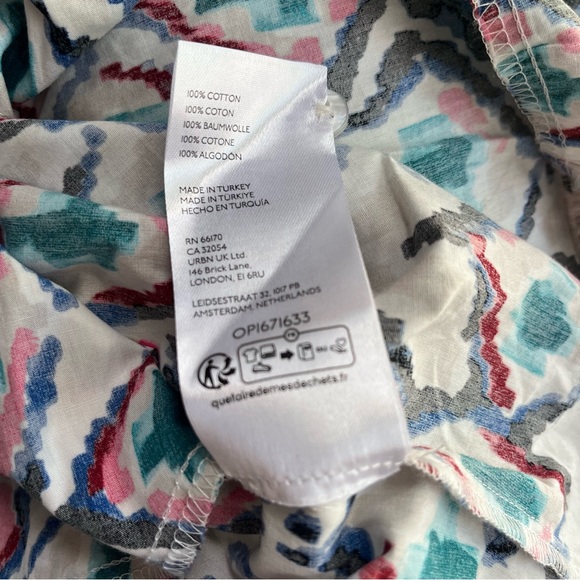 100% COTTON
100% COTON
100% BAUMWOLLE
100% COTONE
100% ALGODÓN
MADE IN TURKEY
MADE IN TÜRKIYE
HECHO EN TURQUÍA
RN 66170
CA 32054
URBN UK Ltd.
146 Brick Lane,
LONDON, E1 6RU
LEIDSESTRAAT 32, 1017 PB
AMSTERDAM, NETHERLANDS
OP1671633
FR
quefairedemesdechets.fr